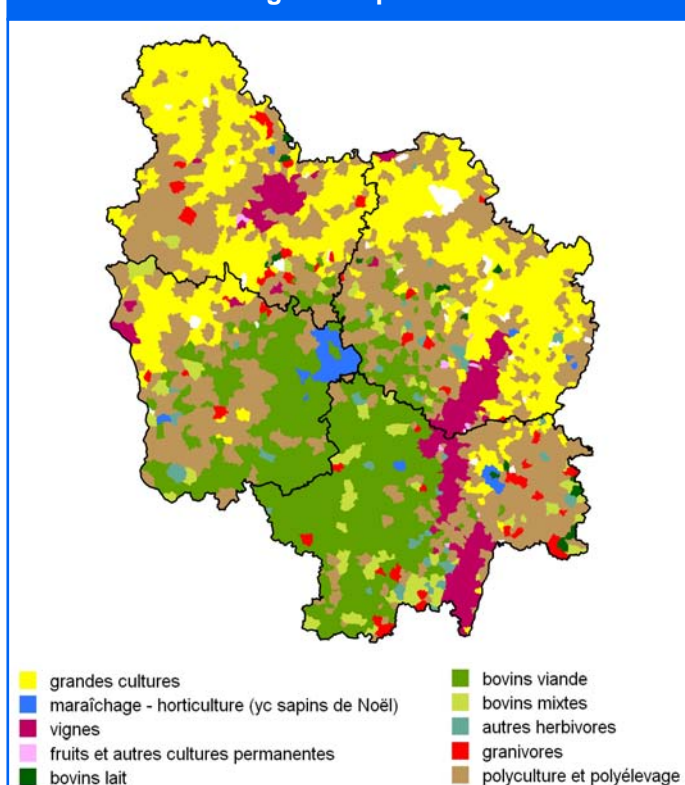 grandes cultures
maraîchage - horticulture (yc sapins de Noël)
vignes
fruits et autres cultures permanentes
bovins lait
bovins viande
bovins mixtes
autres herbivores
granivores
polyculture et polyélevage